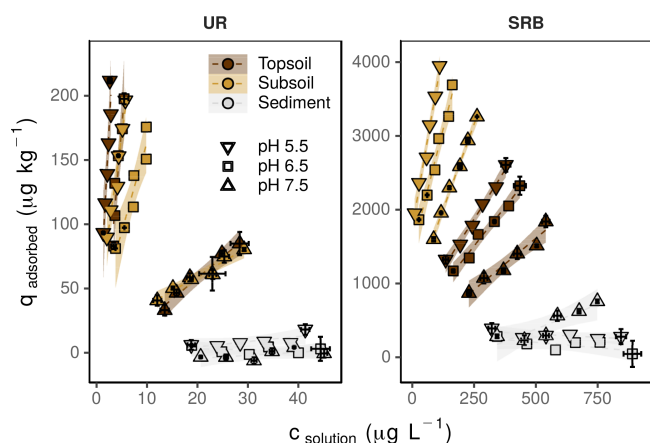 UR
SRB
Topsoil
Subsoil
Sediment
pH 5.5
pH 6.5
pH 7.5
q adsorbed (µg kg⁻¹)
200
150
100
50
0
4000
3000
2000
1000
0
0 10 20 30 40
0 250 500 750
c solution (µg L⁻¹)